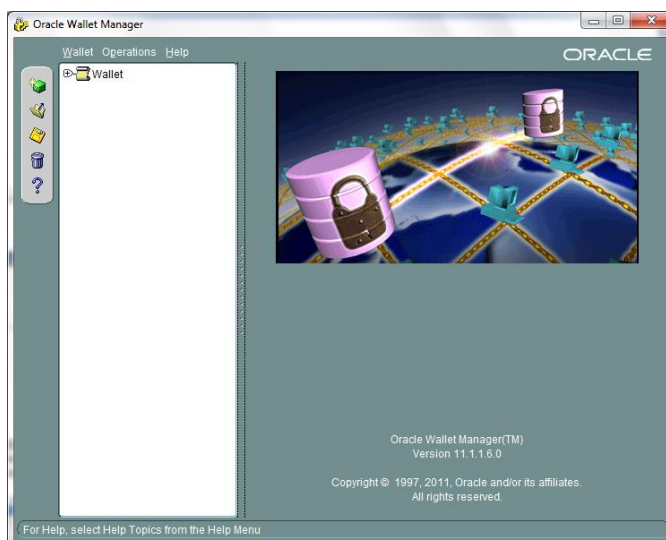 Oracle Wallet Manager
Wallet Operations Help
ORACLE
Wallet
?
Oracle Wallet Manager(TM)
Version 11.1.1.6.0
Copyright © 1997, 2011, Oracle and/or its affiliates.
All rights reserved.
For Help, select Help Topics from the Help Menu